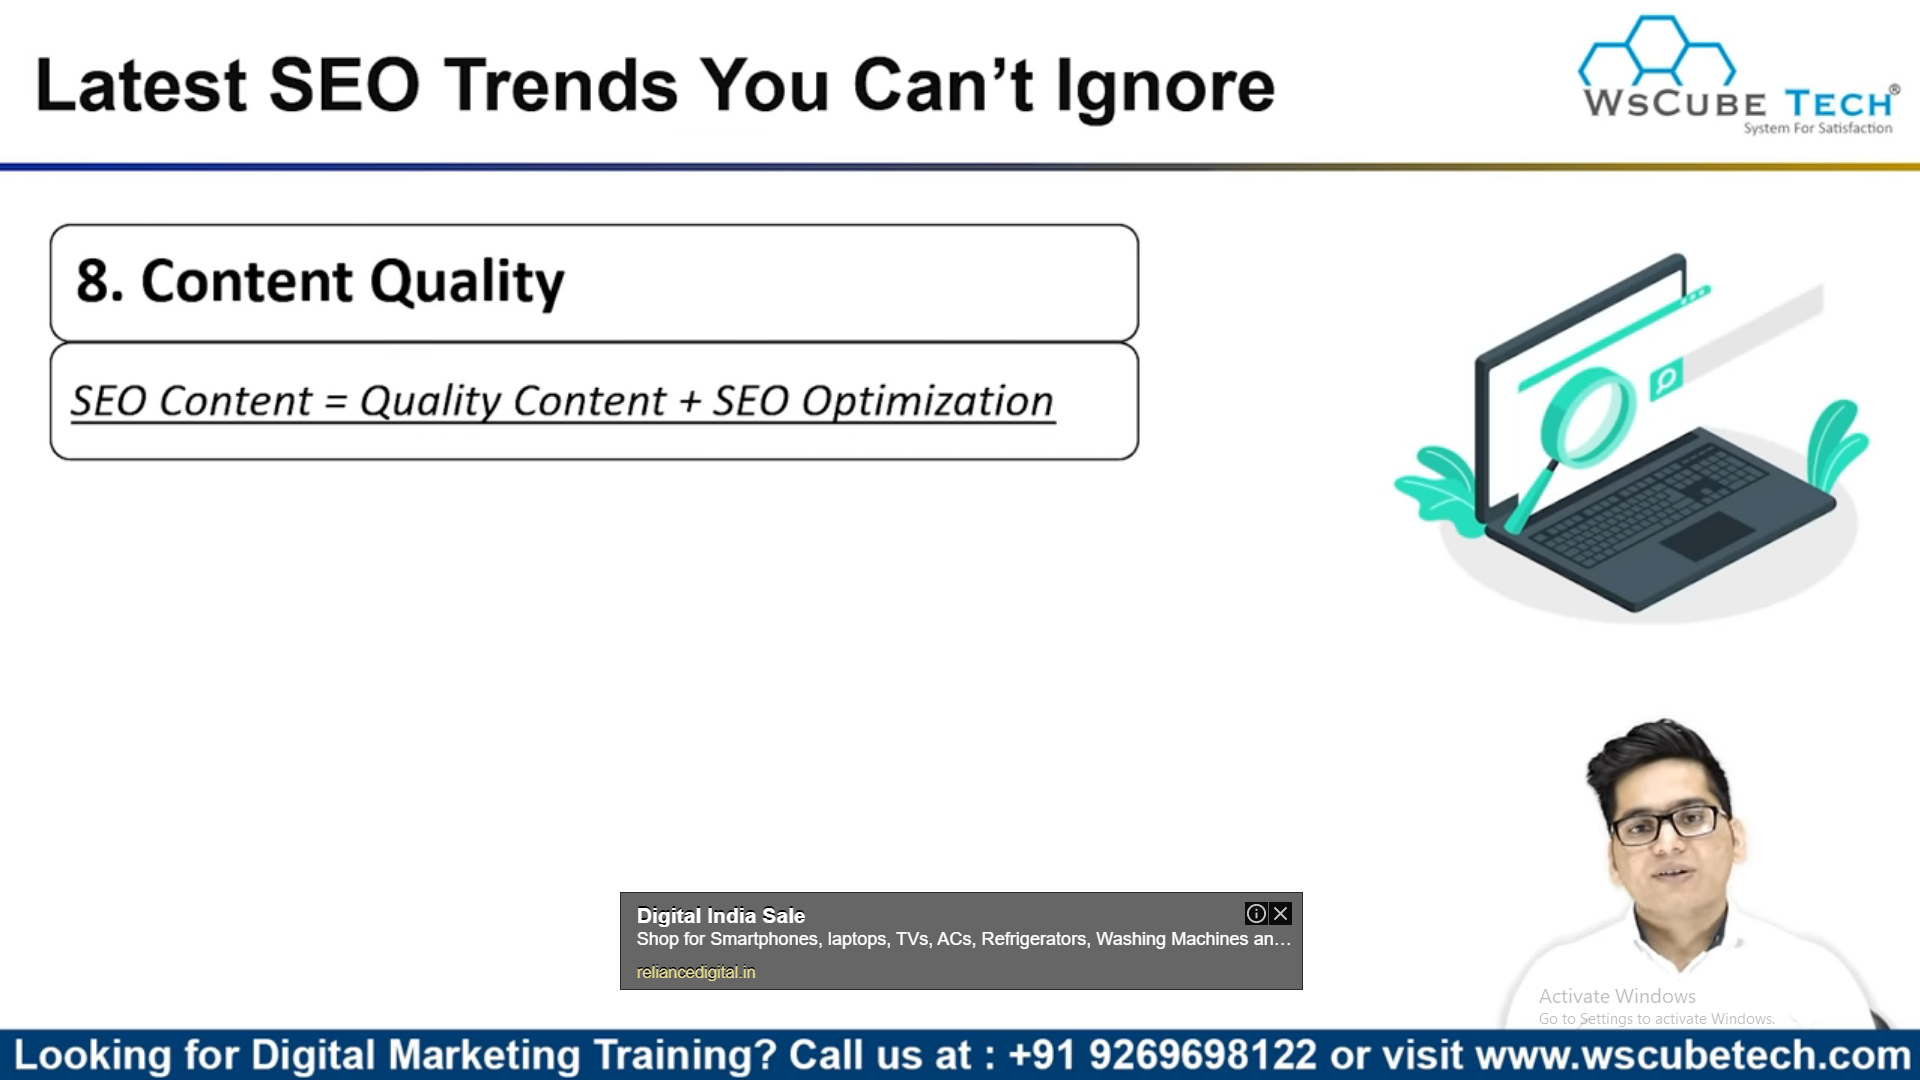 Latest SEO Trends You Can’t Ignore
WSCUBE TECH®
System For Satisfaction
8. Content Quality
SEO Content = Quality Content + SEO Optimization
Digital India Sale
Shop for Smartphones, laptops, TVs, ACs, Refrigerators, Washing Machines an...
reliancedigital.in
Activate Windows
Go to Settings to activate Windows.
Looking for Digital Marketing Training? Call us at : +91 9269698122 or visit www.wscubetech.com